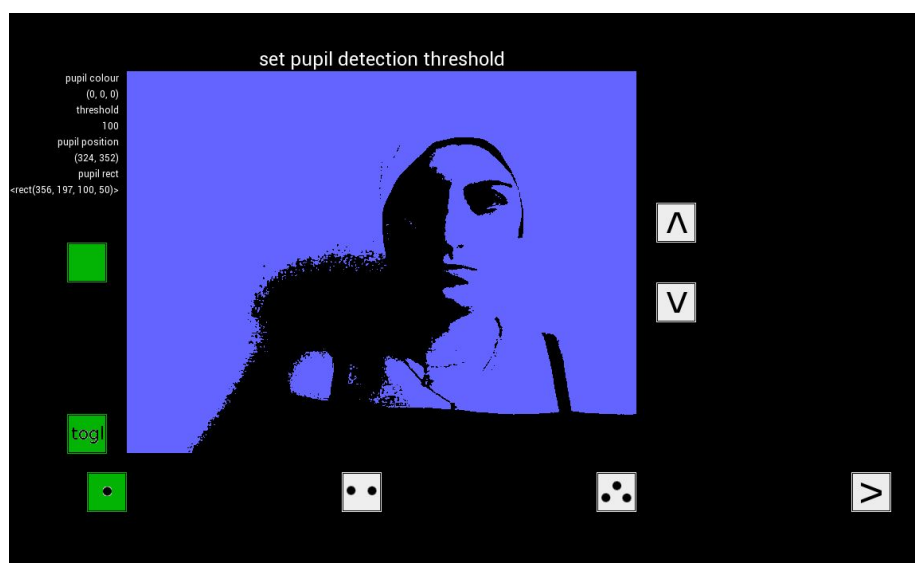 set pupil detection threshold
pupil colour
(0, 0, 0)
threshold
100
pupil position
(324, 352)
pupil rect
<rect(356, 197, 100, 50)>
Λ
V
togl
>